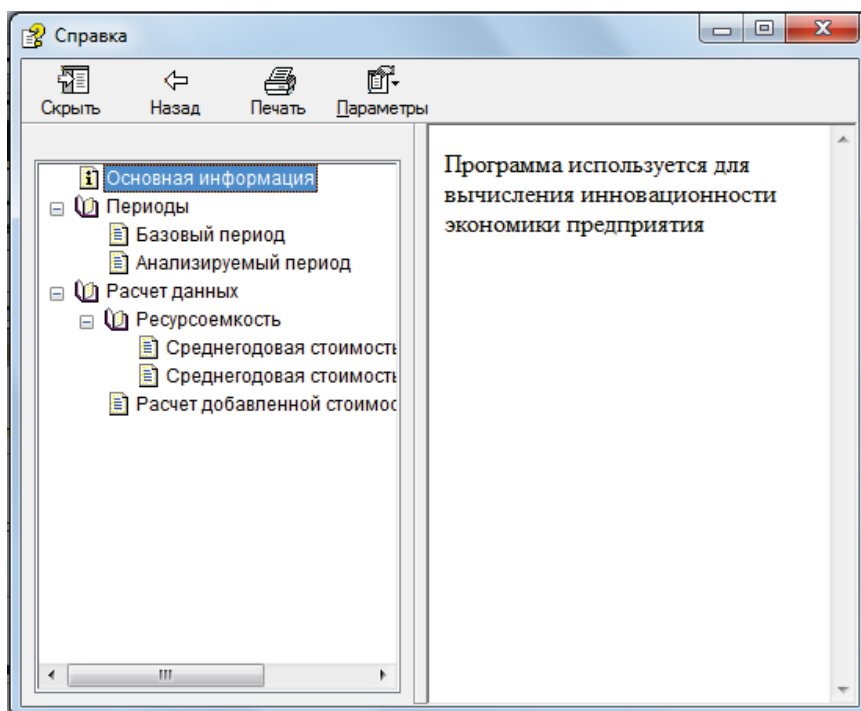 Справка
Скрыть Назад Печать Параметры
Основная информация
Периоды
Базовый период
Анализируемый период
Расчет данных
Ресурсоемкость
Среднегодовая стоимость
Среднегодовая стоимость
Расчет добавленной стоимос
Программа используется для
вычисления инновационности
экономики предприятия